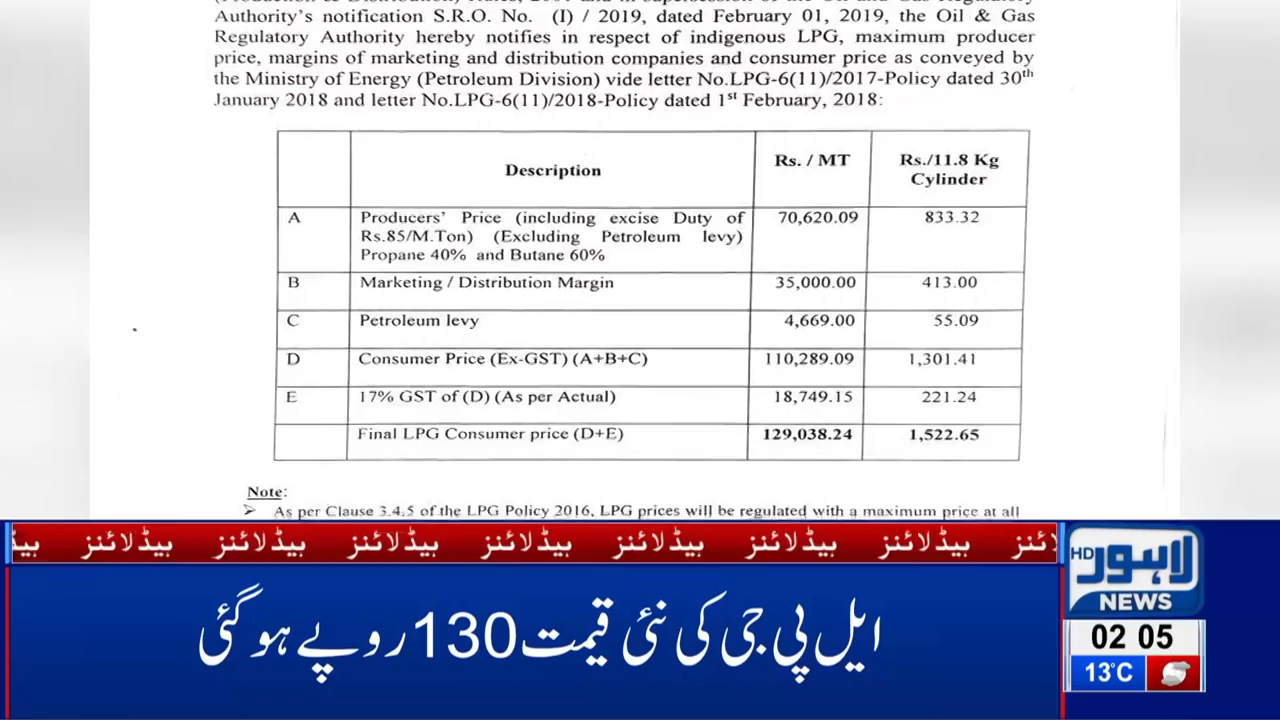 Authority's notification S.R.O. No. (I) / 2019, dated February 01, 2019, the Oil & Gas
Regulatory Authority hereby notifies in respect of indigenous LPG, maximum producer
price, margins of marketing and distribution companies and consumer price as conveyed by
the Ministry of Energy (Petroleum Division) vide letter No.LPG-6(11)/2017-Policy dated 30th
January 2018 and letter No.LPG-6(11)/2018-Policy dated 1st February, 2018:
Description Rs. / MT Rs./11.8 Kg
Cylinder
A Producers' Price (including excise Duty of 70,620.09 833.32
Rs.85/M.Ton) (Excluding Petroleum levy)
Propane 40% and Butane 60%
B Marketing / Distribution Margin 35,000.00 413.00
C Petroleum levy 4,669.00 55.09
D Consumer Price (Ex-GST) (A+B+C) 110,289.09 1,301.41
E 17% GST of (D) (As per Actual) 18,749.15 221.24
Final LPG Consumer price (D+E) 129,038.24 1,522.65
Note:
➢ As per Clause 3.4.5 of the LPG Policy 2016, LPG prices will be regulated with a maximum price at all
ہیڈلائنز ہیڈلائنز ہیڈلائنز ہیڈلائنز ہیڈلائنز ہیڈلائنز ہیڈلائنز
ایل پی جی کی نئی قیمت 130 روپے ہو گئی
لاہور HD
NEWS
02 05
13°C